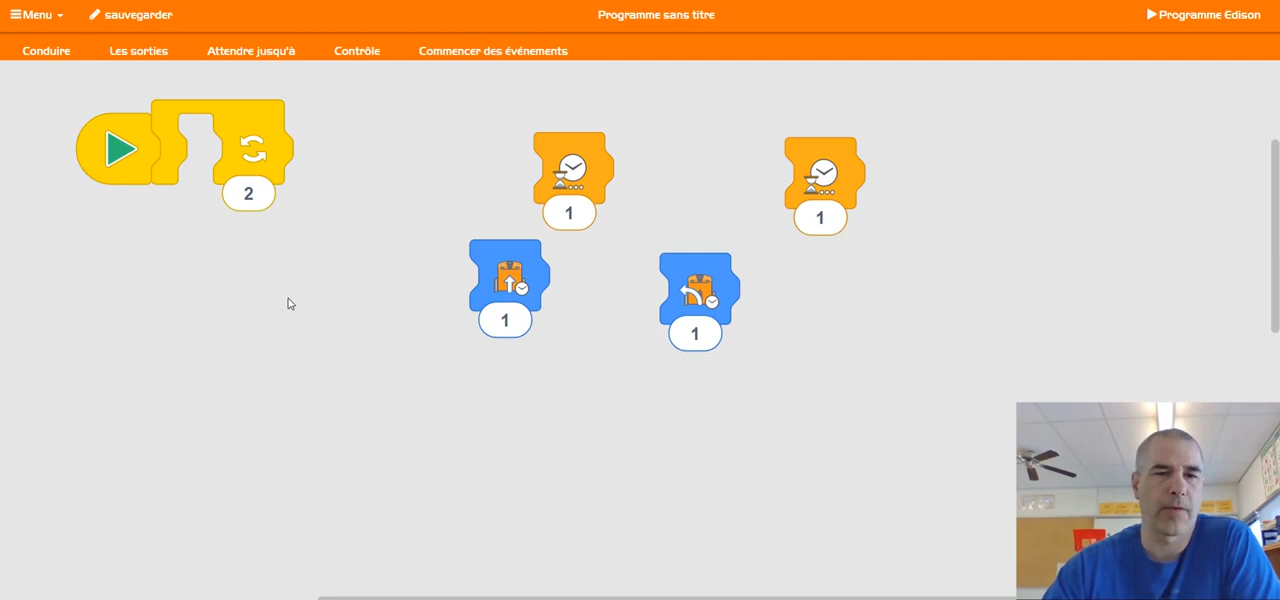 Menu sauvegarder Programme sans titre Programme Edison
Conduire Les sorties Attendre jusqu'à Contrôle Commencer des événements
2
1
1
1
1